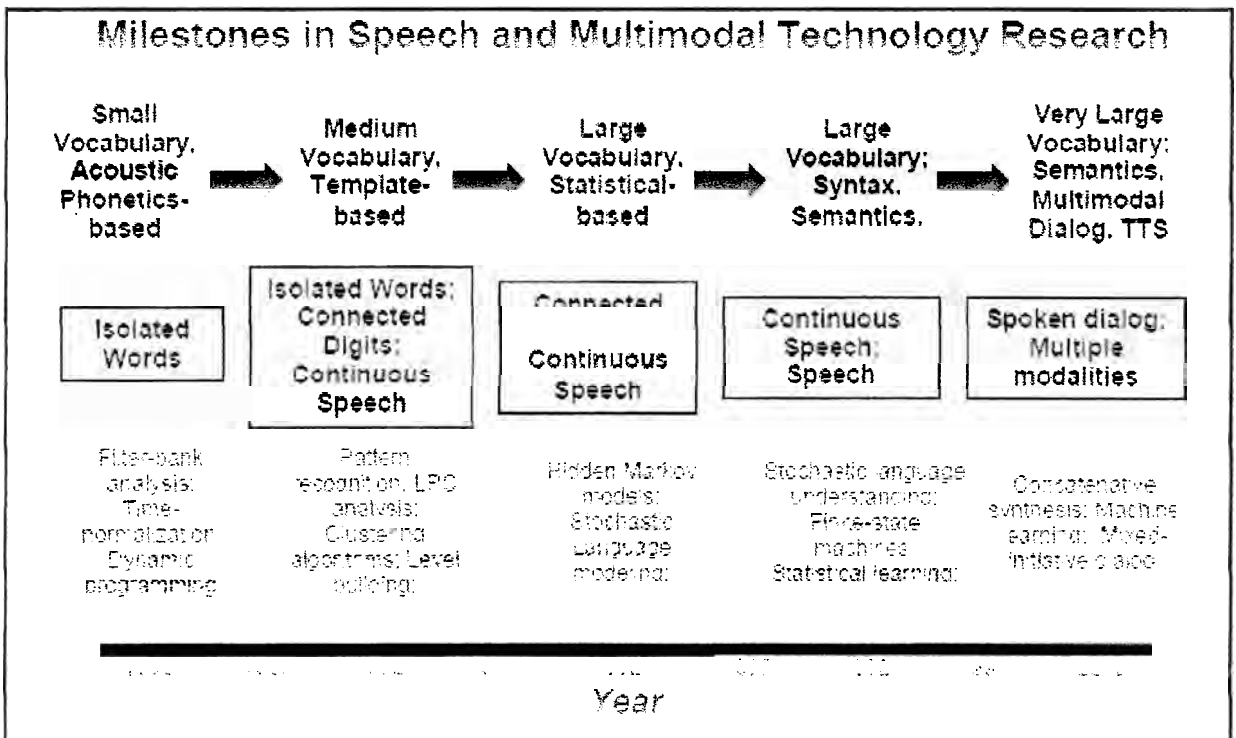 Milestones in Speech and Multimodal Technology Research
Small
Vocabulary,
Acoustic
Phonetics-
based
Medium
Vocabulary,
Template-
based
Large
Vocabulary,
Statistical-
based
Large
Vocabulary;
Syntax,
Semantics,
Very Large
Vocabulary;
Semantics,
Multimodal
Dialog, TTS
Isolated
Words
Isolated Words;
Connected
Digits;
Continuous
Speech
Connected
Continuous
Speech
Continuous
Speech;
Speech
Spoken dialog;
Multiple
modalities
Filter-bank
analysis;
Time-
normalization
Dynamic
programming
Pattern
recognition, LPC
analysis;
Clustering
algorithms; Level
building;
Hidden Markov
models;
Stochastic
Language
modeling;
Stochastic language
understanding;
Finite-state
machines
Statistical learning;
Concatenative
synthesis; Machine
learning; Mixed-
initiative dialog
Year